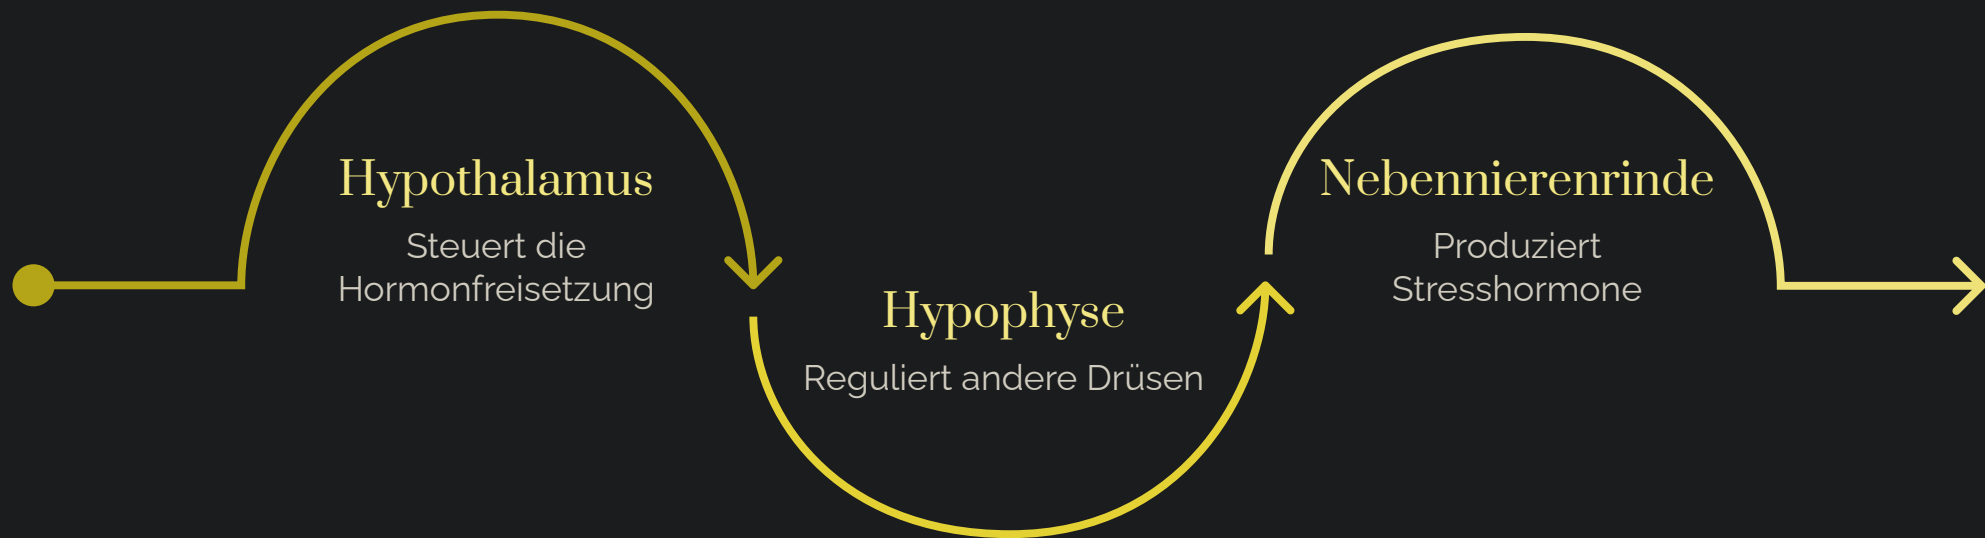 Hypothalamus
Steuert die
Hormonfreisetzung
Hypophyse
Reguliert andere Drüsen
Nebennierenrinde
Produziert
Stresshormone